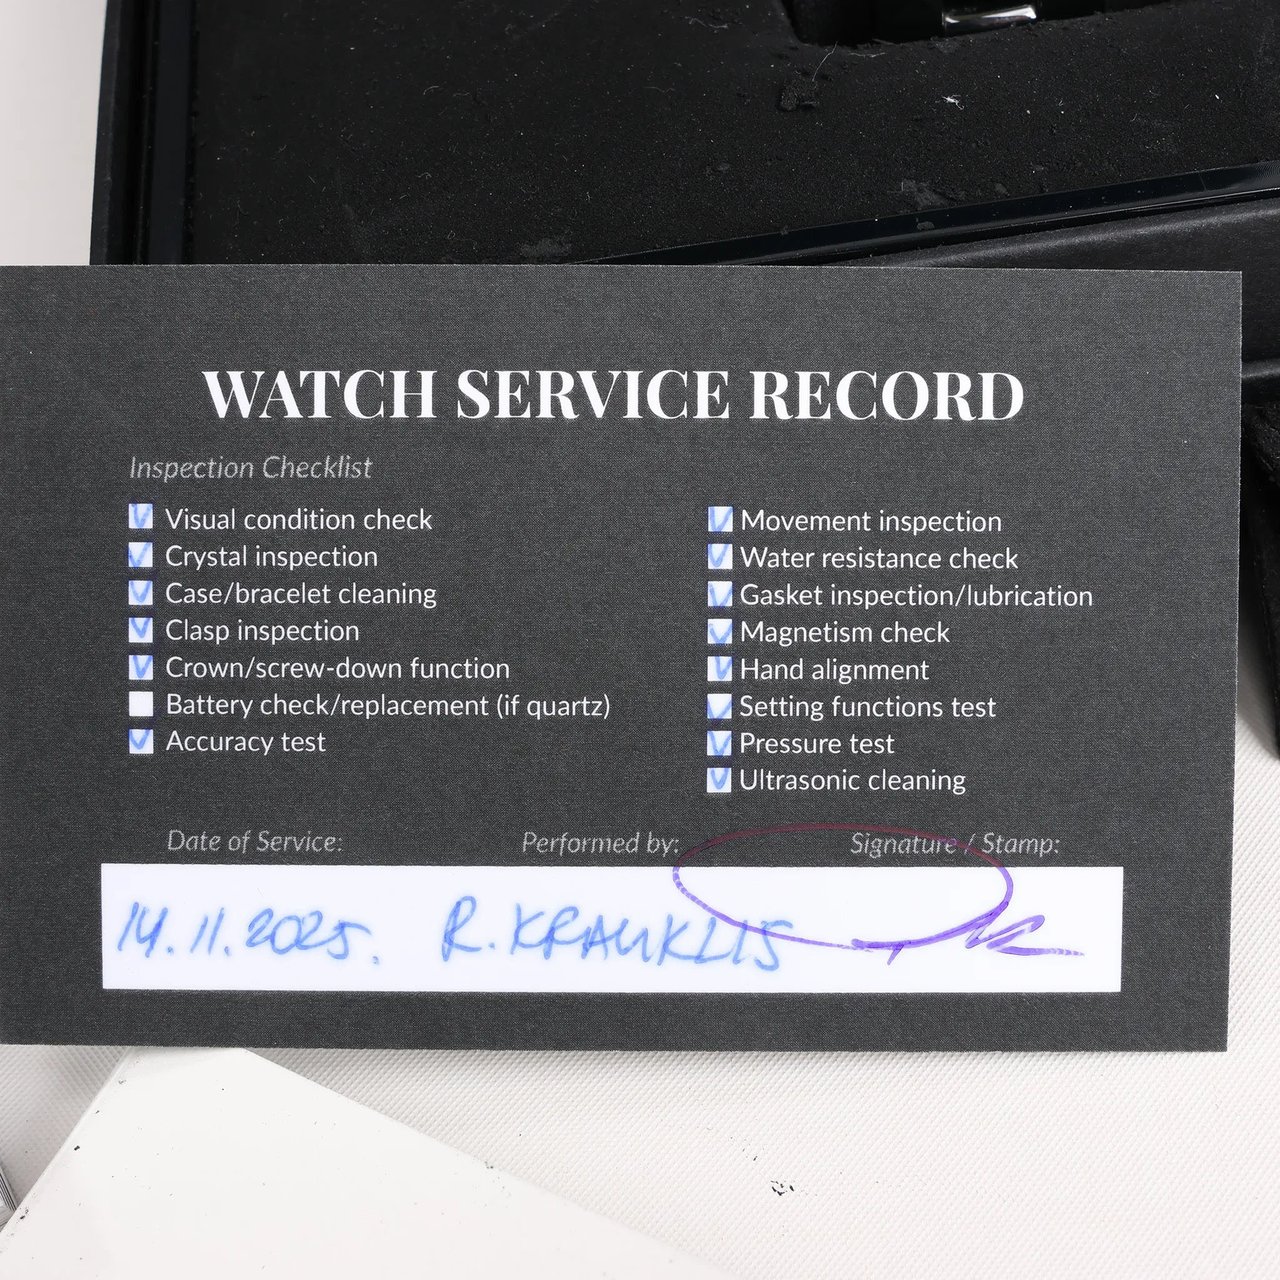 WATCH SERVICE RECORD
Inspection Checklist
Visual condition check
Crystal inspection
Case/bracelet cleaning
Clasp inspection
Crown/screw-down function
Battery check/replacement (if quartz)
Accuracy test
Movement inspection
Water resistance check
Gasket inspection/lubrication
Magnetism check
Hand alignment
Setting functions test
Pressure test
Ultrasonic cleaning
Date of Service: Performed by: Signature / Stamp:
14.11.2025. R. KRAUKLIS